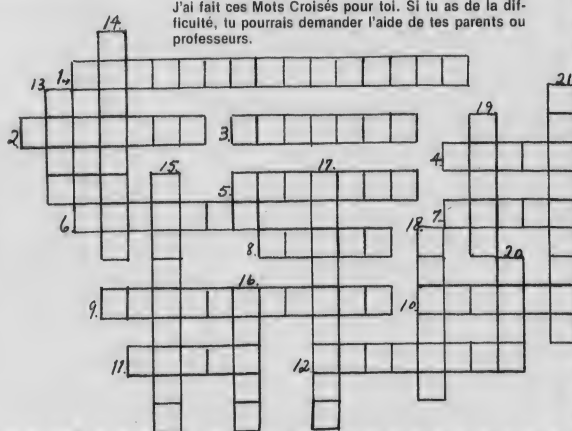 J'ai fait ces Mots Croisés pour toi. Si tu as de la dif-
ficulté, tu pourrais demander l'aide de tes parents ou
professeurs.
14.
13. 1. 21.
2. 3. 19.
4.
15. 17.
5.
6. 18. 7.
8. 20.
16.
9. 10.
11. 12.